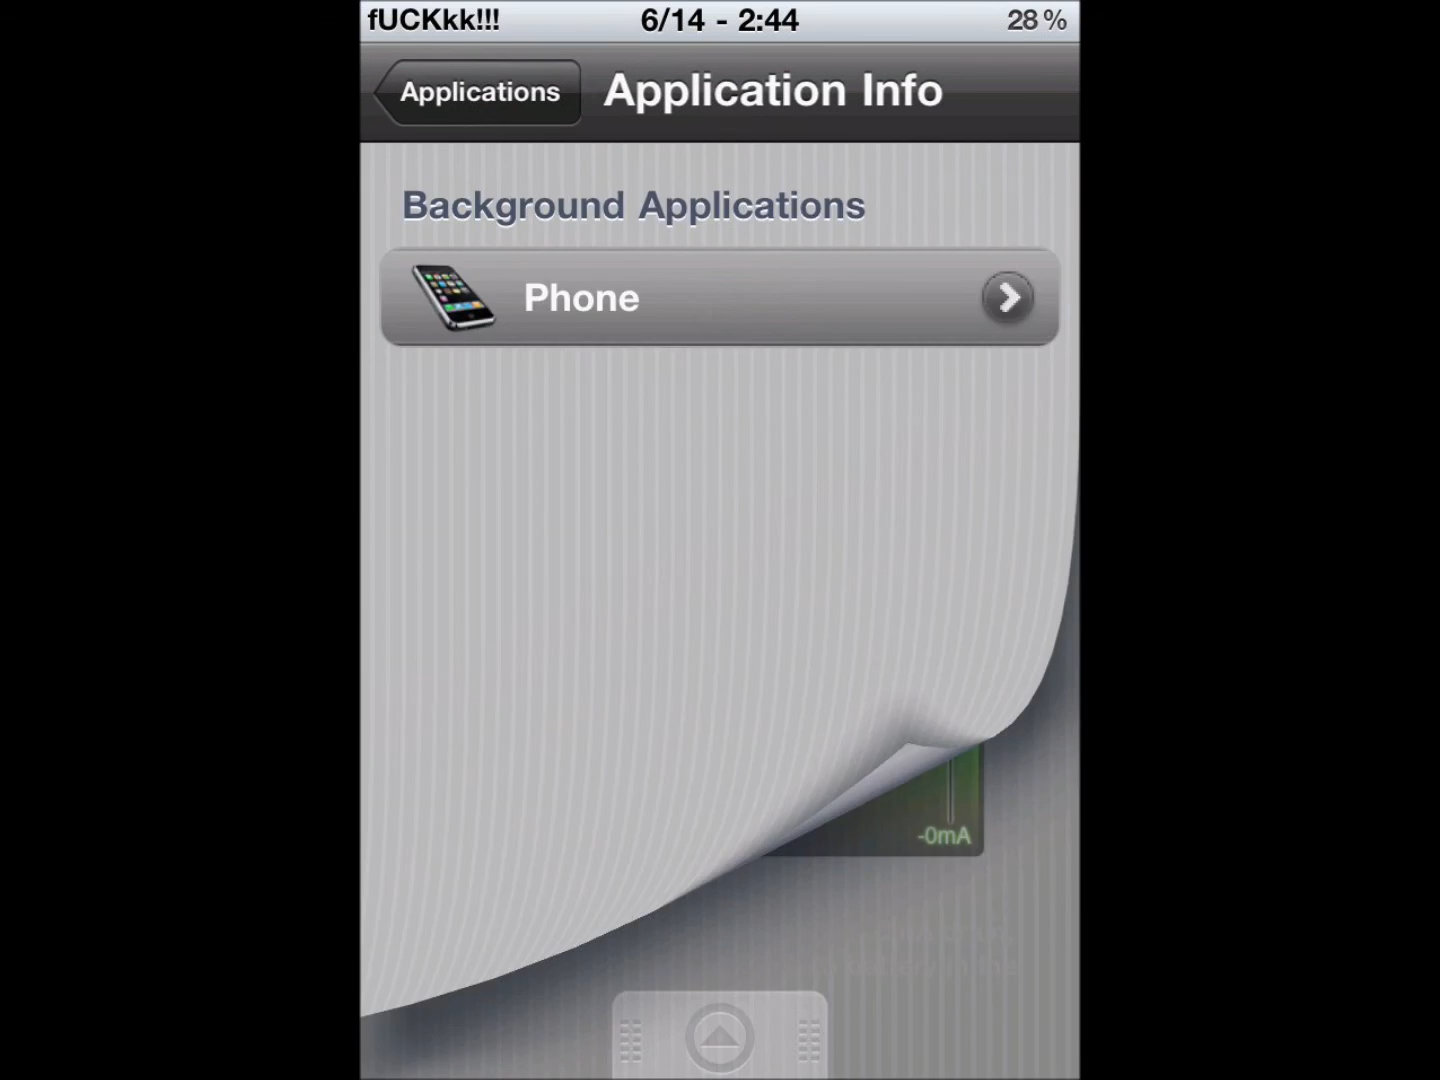 fUCKkk!!! 6/14 - 2:44 28%
Applications Application Info
Background Applications
Phone
-0mA